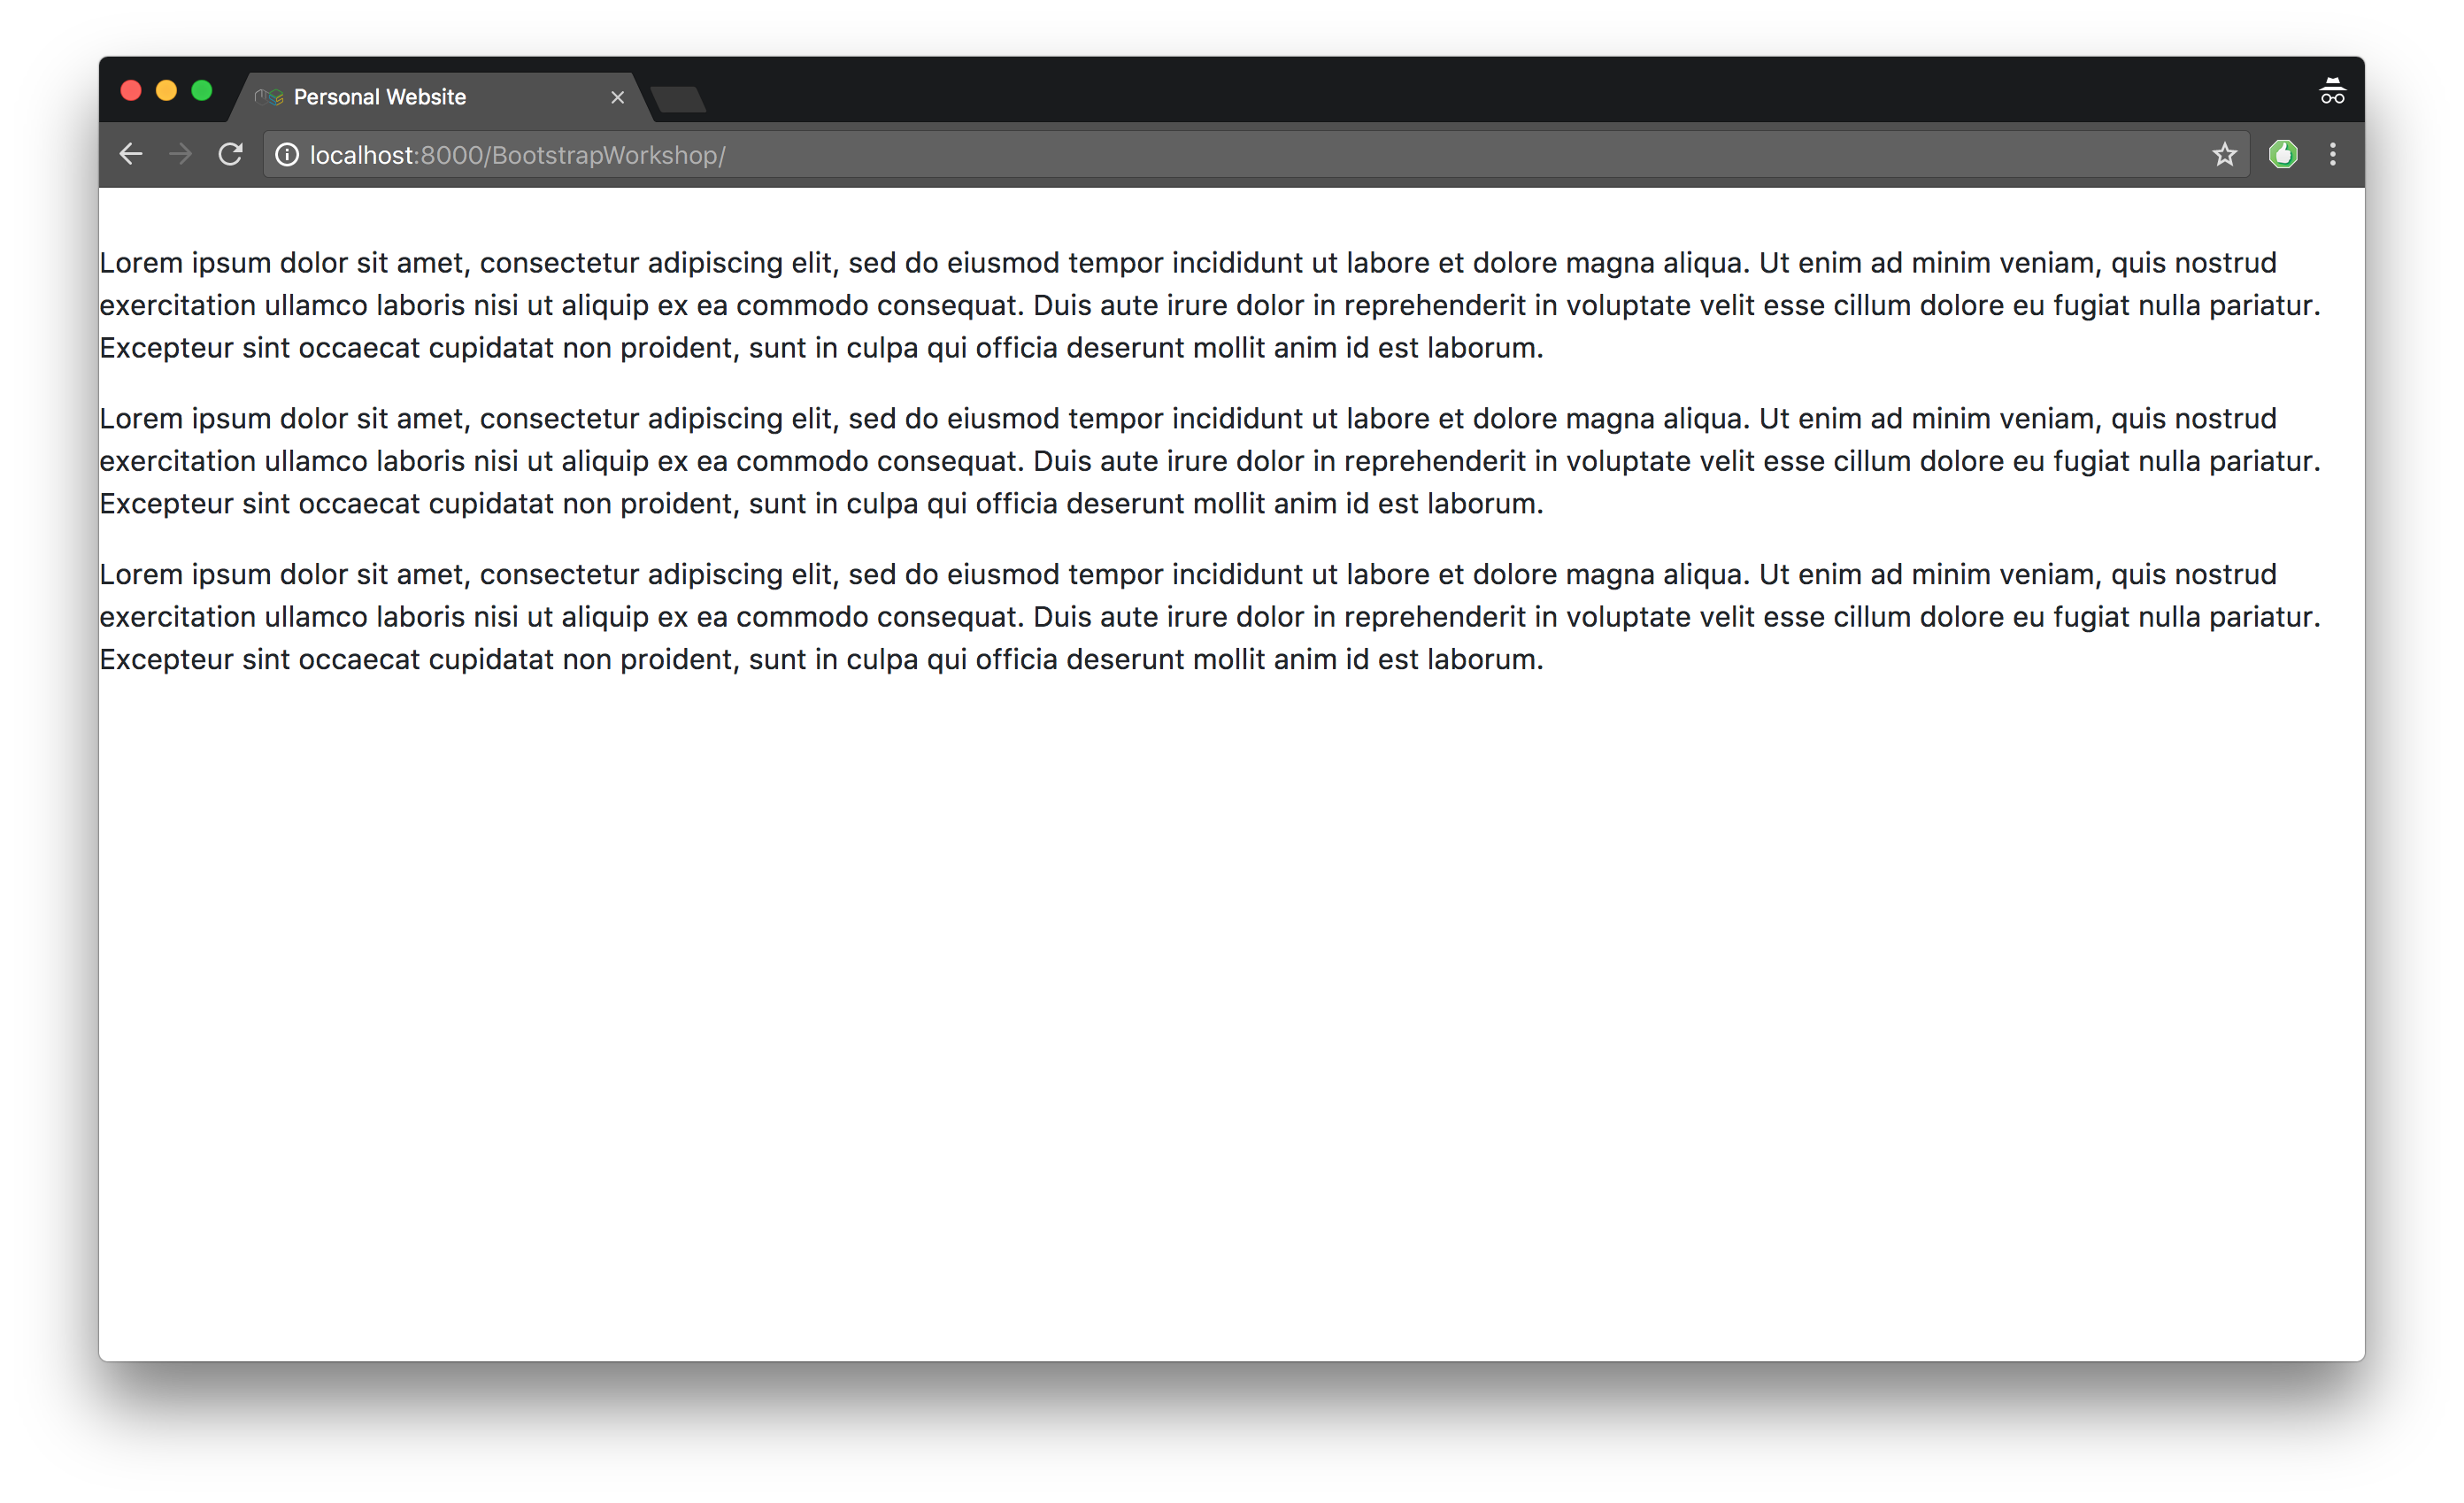 Personal Website
localhost:8000/BootstrapWorkshop/
Lorem ipsum dolor sit amet, consectetur adipiscing elit, sed do eiusmod tempor incididunt ut labore et dolore magna aliqua. Ut enim ad minim veniam, quis nostrud
exercitation ullamco laboris nisi ut aliquip ex ea commodo consequat. Duis aute irure dolor in reprehenderit in voluptate velit esse cillum dolore eu fugiat nulla pariatur.
Excepteur sint occaecat cupidatat non proident, sunt in culpa qui officia deserunt mollit anim id est laborum.
Lorem ipsum dolor sit amet, consectetur adipiscing elit, sed do eiusmod tempor incididunt ut labore et dolore magna aliqua. Ut enim ad minim veniam, quis nostrud
exercitation ullamco laboris nisi ut aliquip ex ea commodo consequat. Duis aute irure dolor in reprehenderit in voluptate velit esse cillum dolore eu fugiat nulla pariatur.
Excepteur sint occaecat cupidatat non proident, sunt in culpa qui officia deserunt mollit anim id est laborum.
Lorem ipsum dolor sit amet, consectetur adipiscing elit, sed do eiusmod tempor incididunt ut labore et dolore magna aliqua. Ut enim ad minim veniam, quis nostrud
exercitation ullamco laboris nisi ut aliquip ex ea commodo consequat. Duis aute irure dolor in reprehenderit in voluptate velit esse cillum dolore eu fugiat nulla pariatur.
Excepteur sint occaecat cupidatat non proident, sunt in culpa qui officia deserunt mollit anim id est laborum.